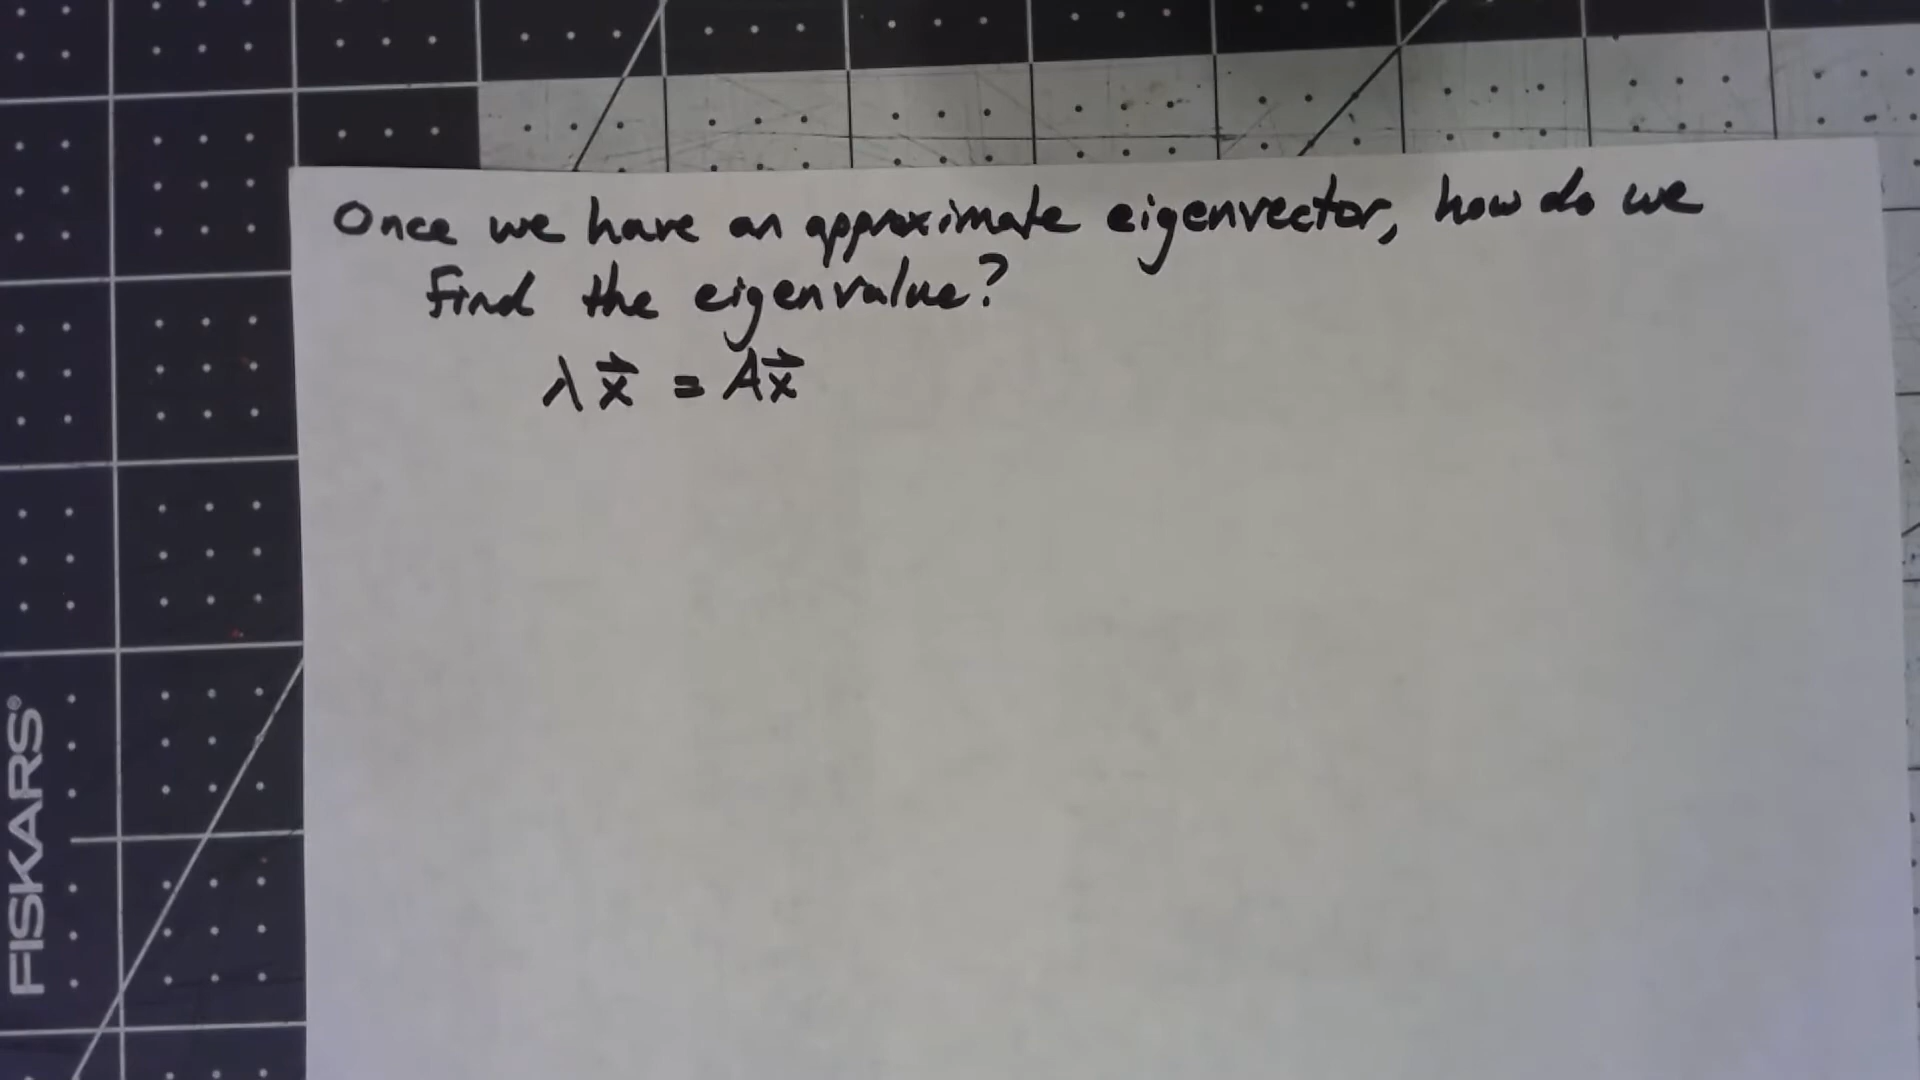 Once we have an approximate eigenvector, how do we
find the eigenvalue?
λx⃗ = Ax⃗
FISKARS®